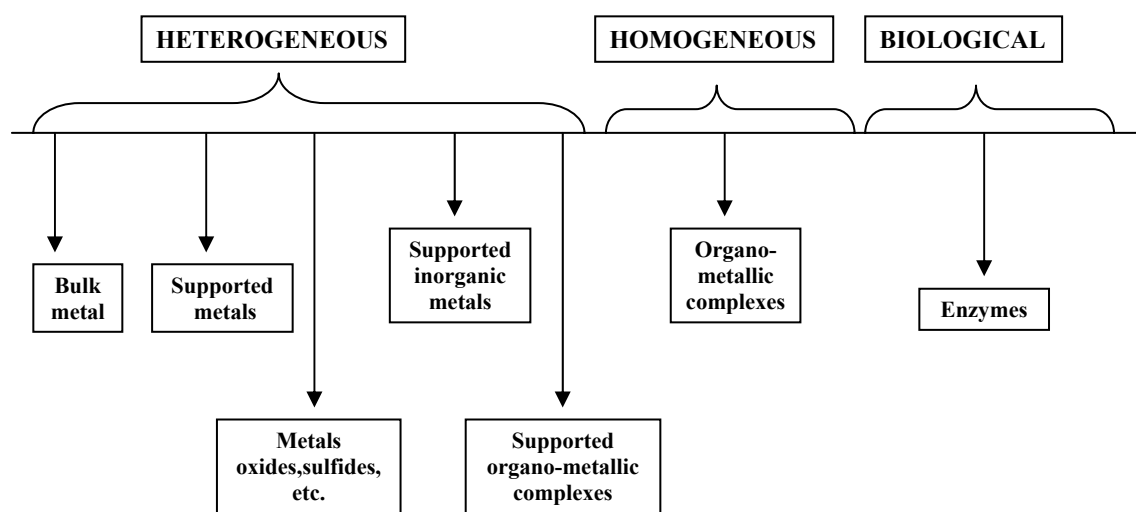 HETEROGENEOUS
HOMOGENEOUS
BIOLOGICAL
Bulk
metal
Supported
metals
Supported
inorganic
metals
Organo-
metallic
complexes
Enzymes
Metals
oxides,sulfides,
etc.
Supported
organo-metallic
complexes